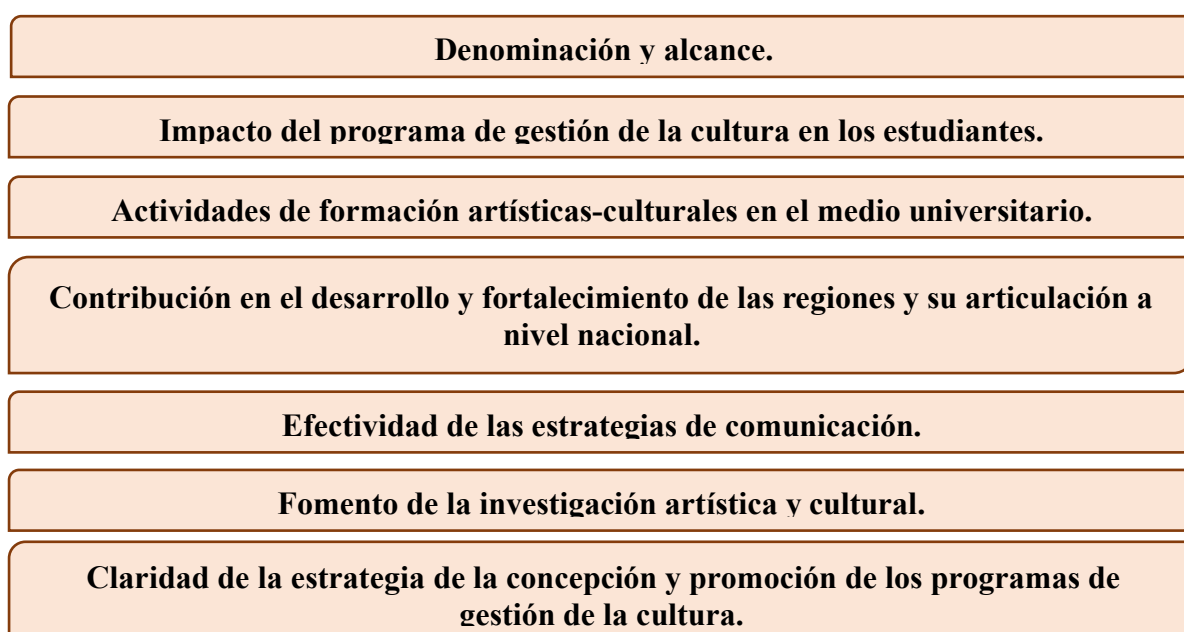 Denominación y alcance.
Impacto del programa de gestión de la cultura en los estudiantes.
Actividades de formación artísticas-culturales en el medio universitario.
Contribución en el desarrollo y fortalecimiento de las regiones y su articulación a
nivel nacional.
Efectividad de las estrategias de comunicación.
Fomento de la investigación artística y cultural.
Claridad de la estrategia de la concepción y promoción de los programas de
gestión de la cultura.